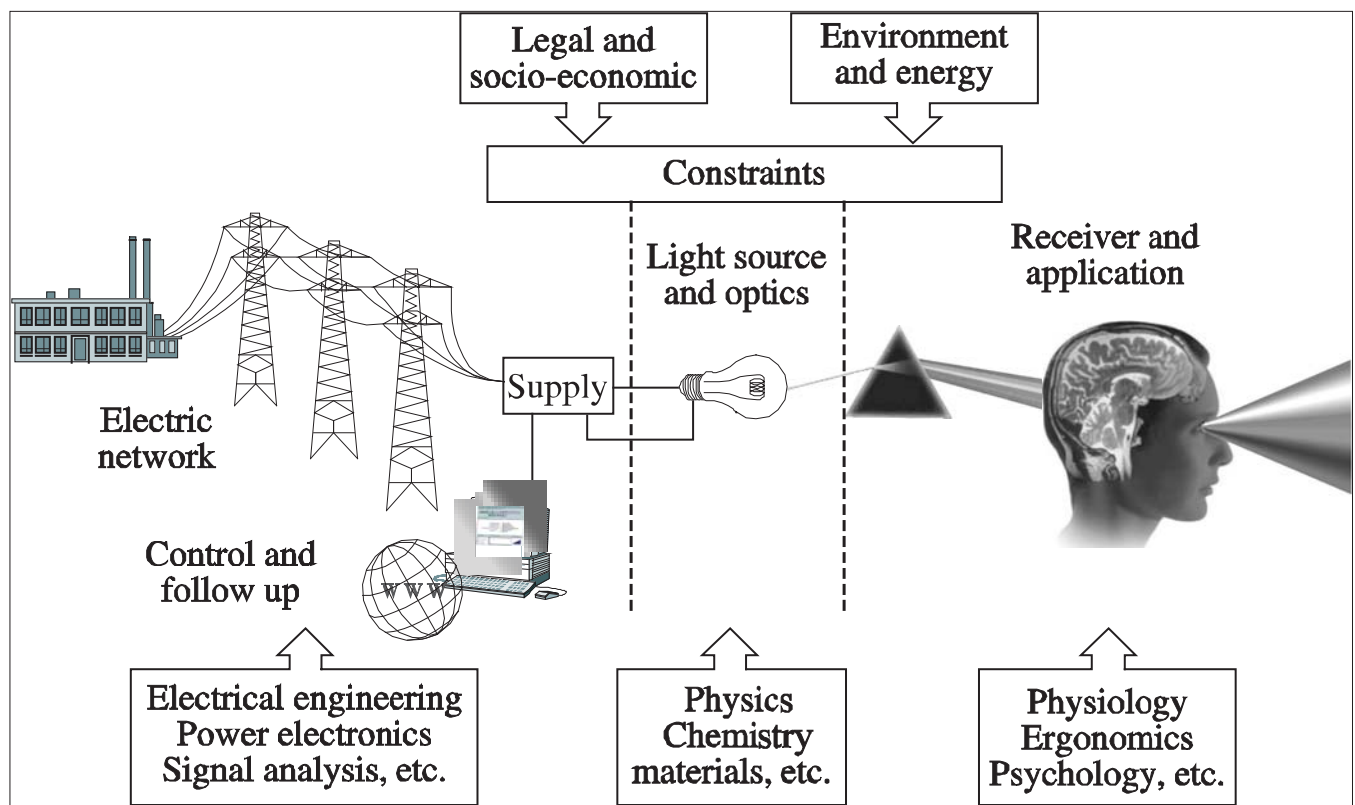 Legal and
socio-economic
Environment
and energy
Constraints
Light source
and optics
Receiver and
application
Supply
Electric
network
Control and
follow up
WWW
Electrical engineering
Power electronics
Signal analysis, etc.
Physics
Chemistry
materials, etc.
Physiology
Ergonomics
Psychology, etc.